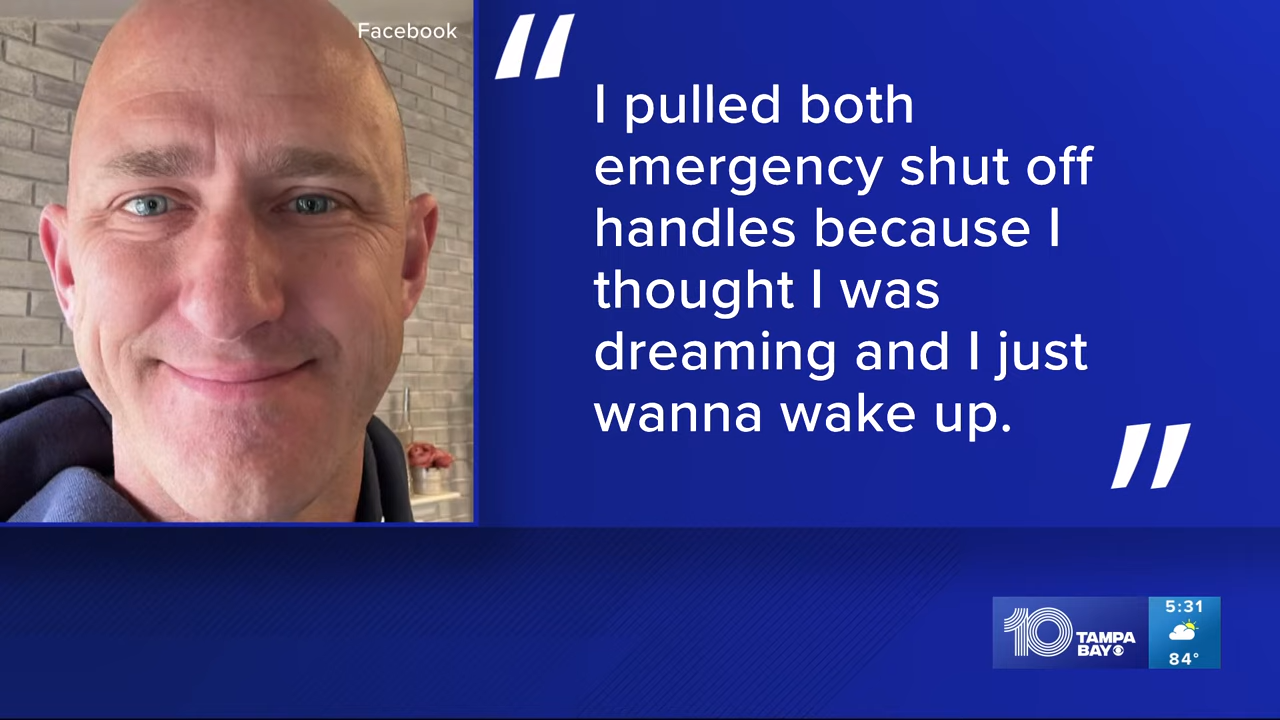 Facebook
“
I pulled both
emergency shut off
handles because I
thought I was
dreaming and I just
wanna wake up.
”
10 TAMPA BAY
5:31
84°